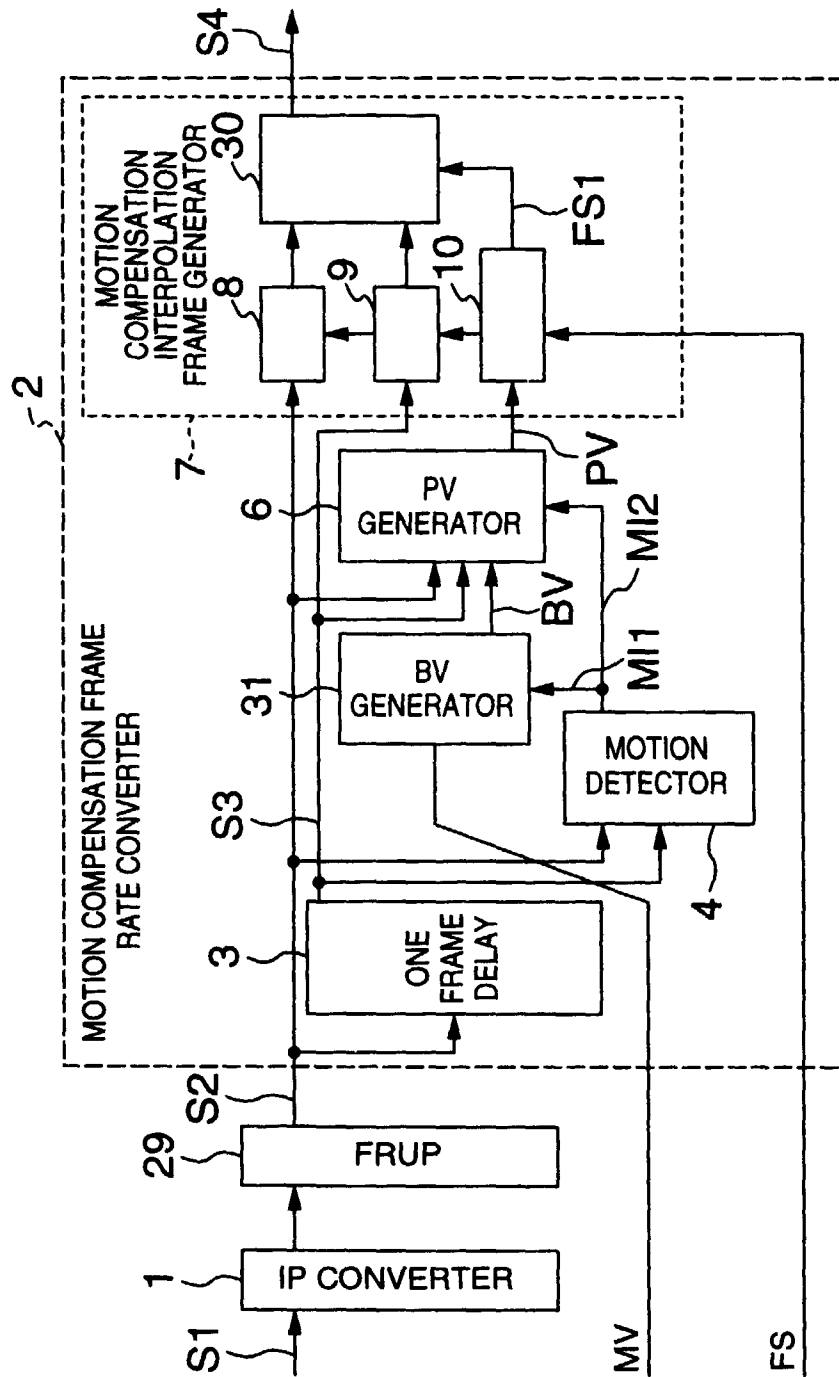 2
MOTION COMPENSATION FRAME
RATE CONVERTER
7
MOTION
COMPENSATION
INTERPOLATION
FRAME GENERATOR
S1
1
IP CONVERTER
29
FRUP
S2
3
ONE
FRAME
DELAY
S3
4
MOTION
DETECTOR
MI1
MI2
31
BV
GENERATOR
BV
6
PV
GENERATOR
PV
8
9
10
30
FS1
S4
MV
FS